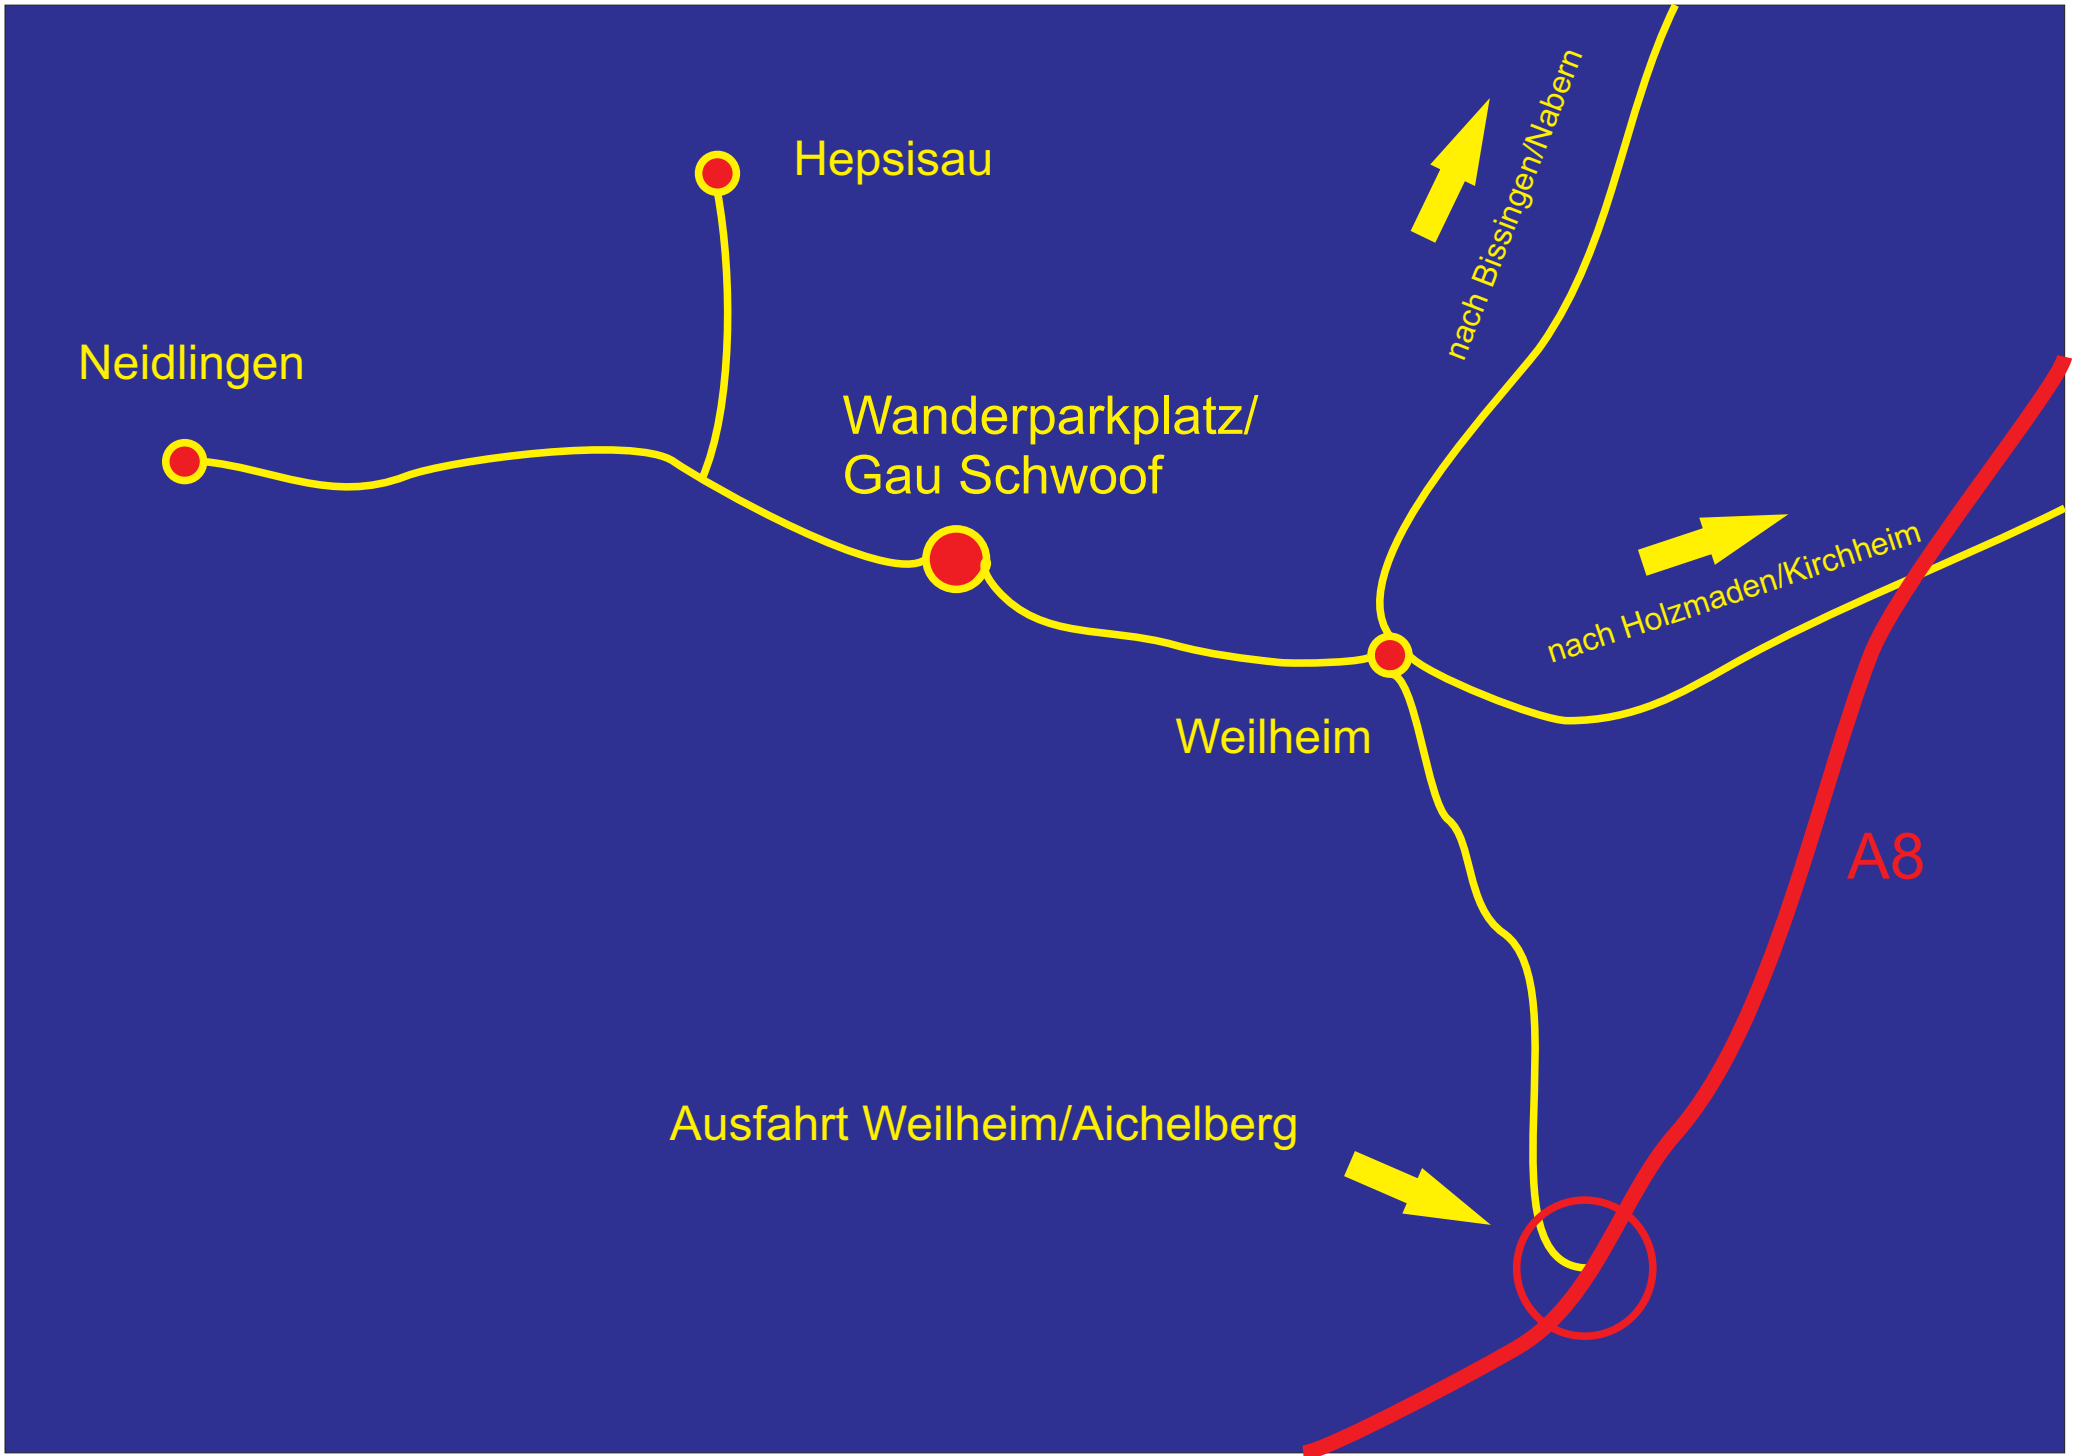 nach Bissingen/Nabern
Hepsisau
Neidlingen
Wanderparkplatz/
Gau Schwoof
nach Holzmaden/Kirchheim
Weilheim
A8
Ausfahrt Weilheim/Aichelberg